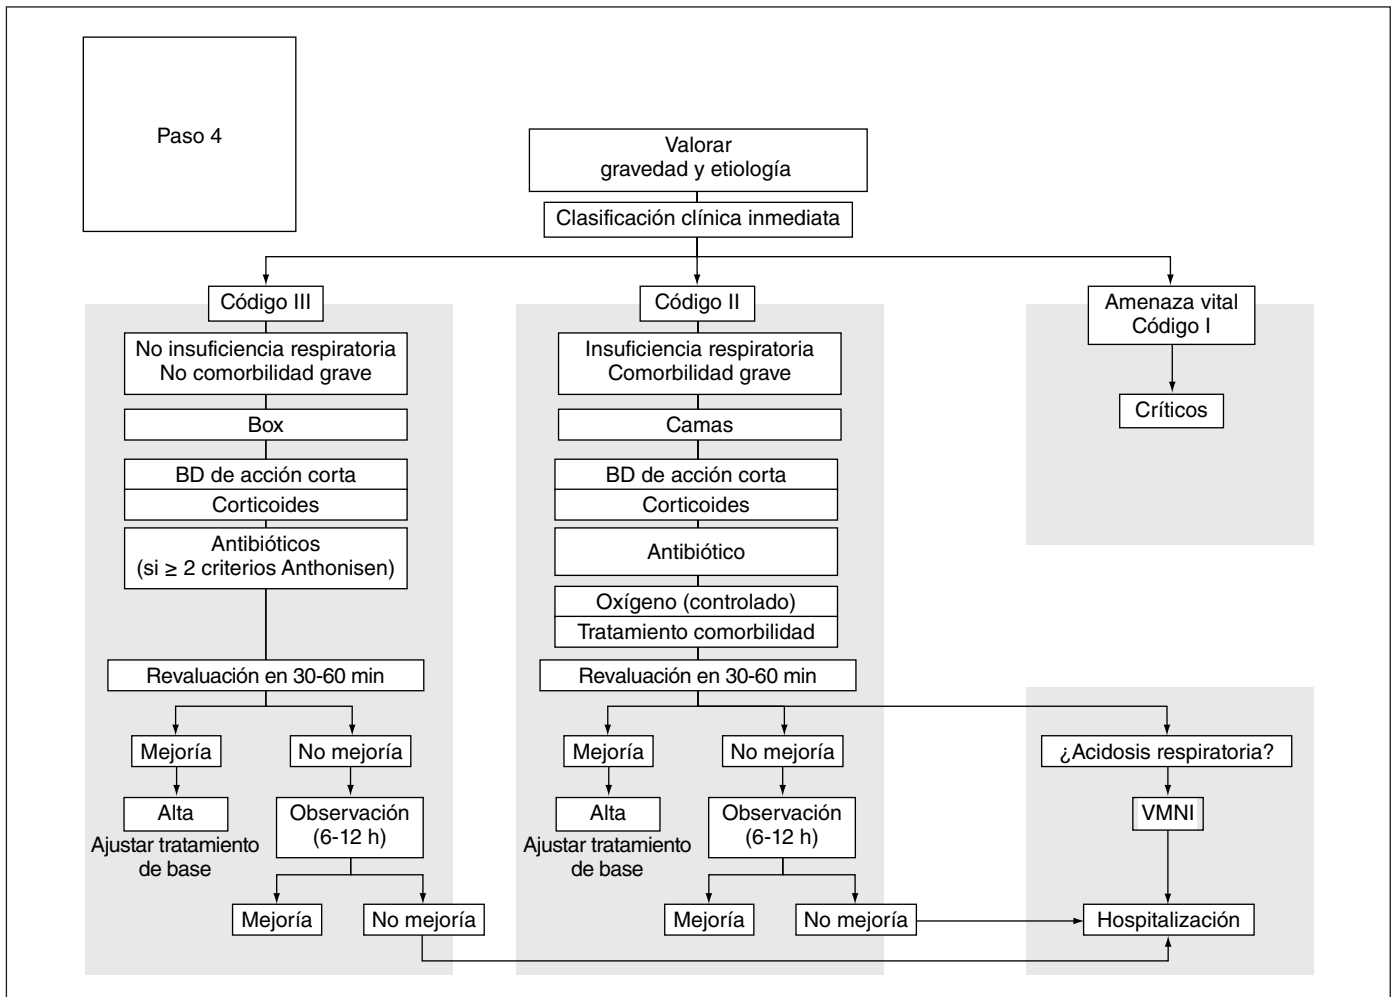 Paso 4
Valorar
gravedad y etiología
Clasificación clínica inmediata
Código III
No insuficiencia respiratoria
No comorbilidad grave
Box
BD de acción corta
Corticoides
Antibióticos
(si ≥ 2 criterios Anthonisen)
Revaluación en 30-60 min
Mejoría
No mejoría
Alta
Ajustar tratamiento
de base
Observación
(6-12 h)
Mejoría
No mejoría
Código II
Insuficiencia respiratoria
Comorbilidad grave
Camas
BD de acción corta
Corticoides
Antibiótico
Oxígeno (controlado)
Tratamiento comorbilidad
Revaluación en 30-60 min
Mejoría
No mejoría
Alta
Ajustar tratamiento
de base
Observación
(6-12 h)
Mejoría
No mejoría
Amenaza vital
Código I
Críticos
¿Acidosis respiratoria?
VMNI
Hospitalización